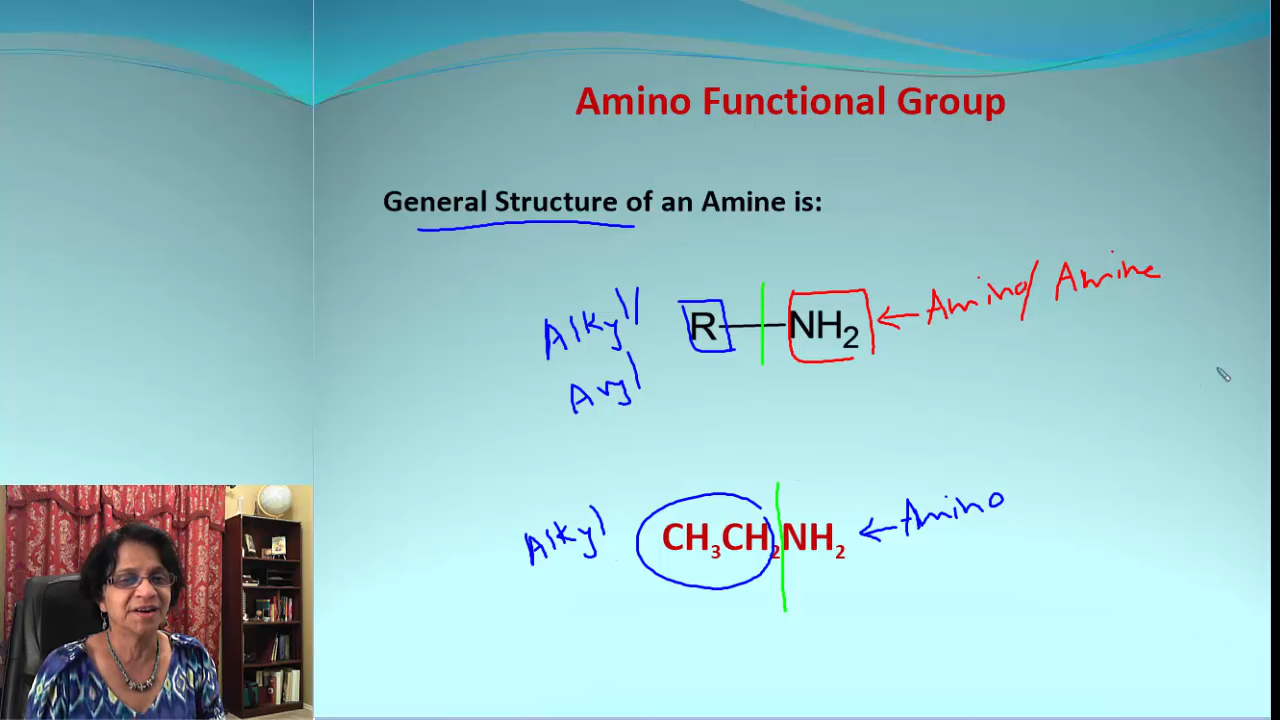 Amino Functional Group
General Structure of an Amine is:
Alkyl/ R—NH₂ ← Amino/Amine
Aryl
Alkyl CH₃CH₂NH₂ ← Amino